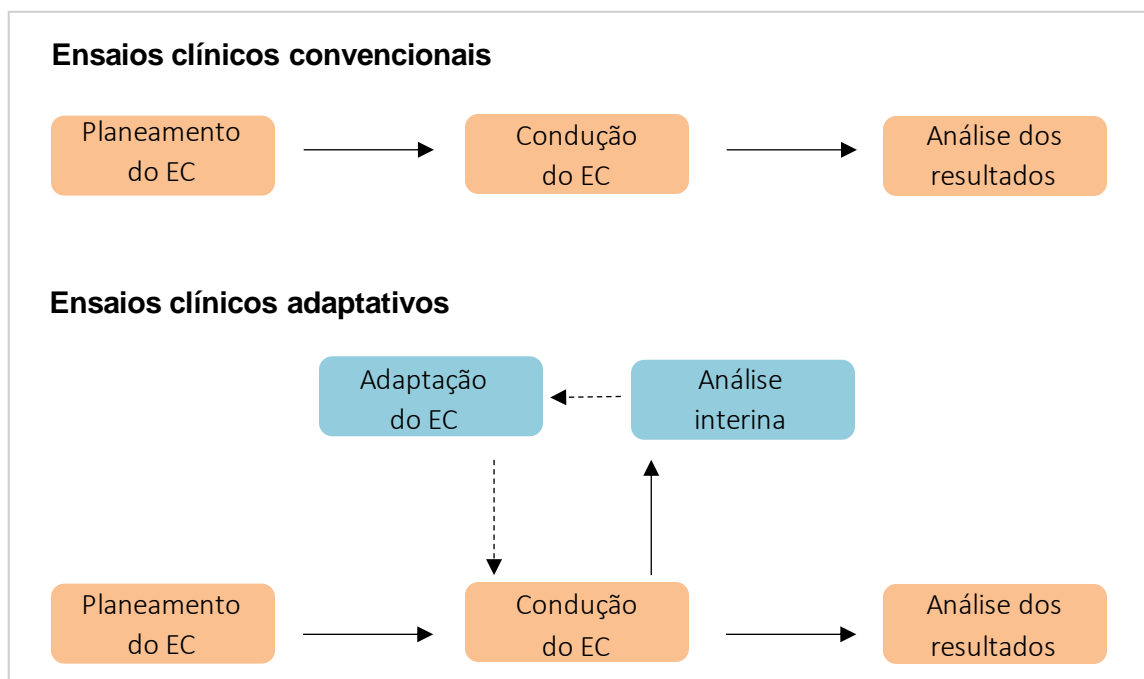 Ensaios clínicos convencionais
Planeamento
do EC
Condução
do EC
Análise dos
resultados
Ensaios clínicos adaptativos
Adaptação
do EC
Análise
interina
Planeamento
do EC
Condução
do EC
Análise dos
resultados